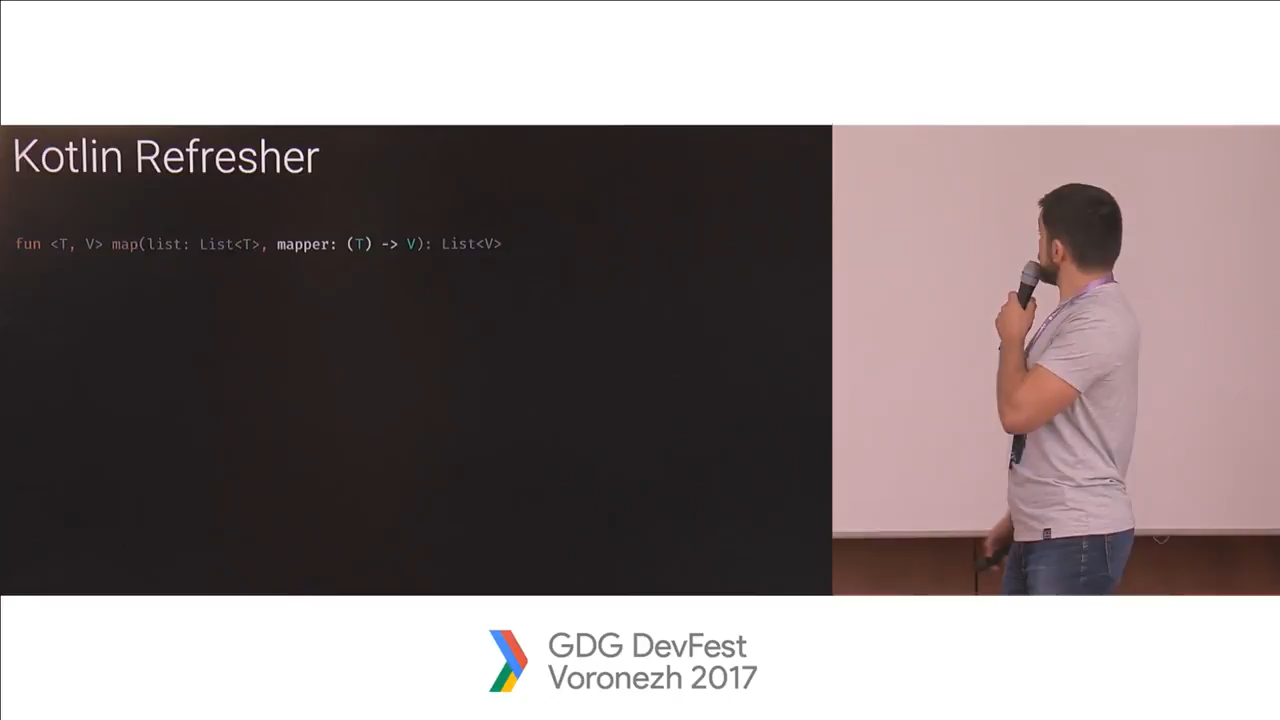 Kotlin Refresher
fun <T, V> map(list: List<T>, mapper: (T) -> V): List<V>
GDG DevFest
Voronezh 2017